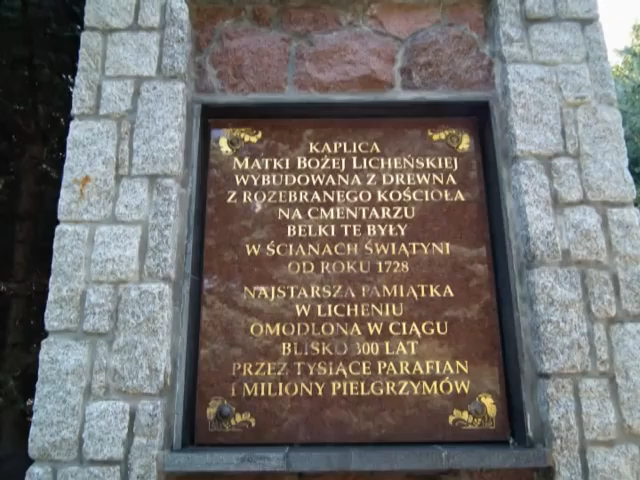 KAPLICA
MATKI BOŻEJ LICHEŃSKIEJ
WYBUDOWANA Z DREWNA
Z ROZEBRANEGO KOŚCIOŁA
NA CMENTARZU
BELKI TE BYŁY
W ŚCIANACH ŚWIĄTYNI
OD ROKU 1728
NAJSTARSZA PAMIĄTKA
W LICHENIU
OMODLONA W CIĄGU
BLISKO 300 LAT
PRZEZ TYSIĄCE PARAFIAN
I MILIONY PIELGRZYMÓW